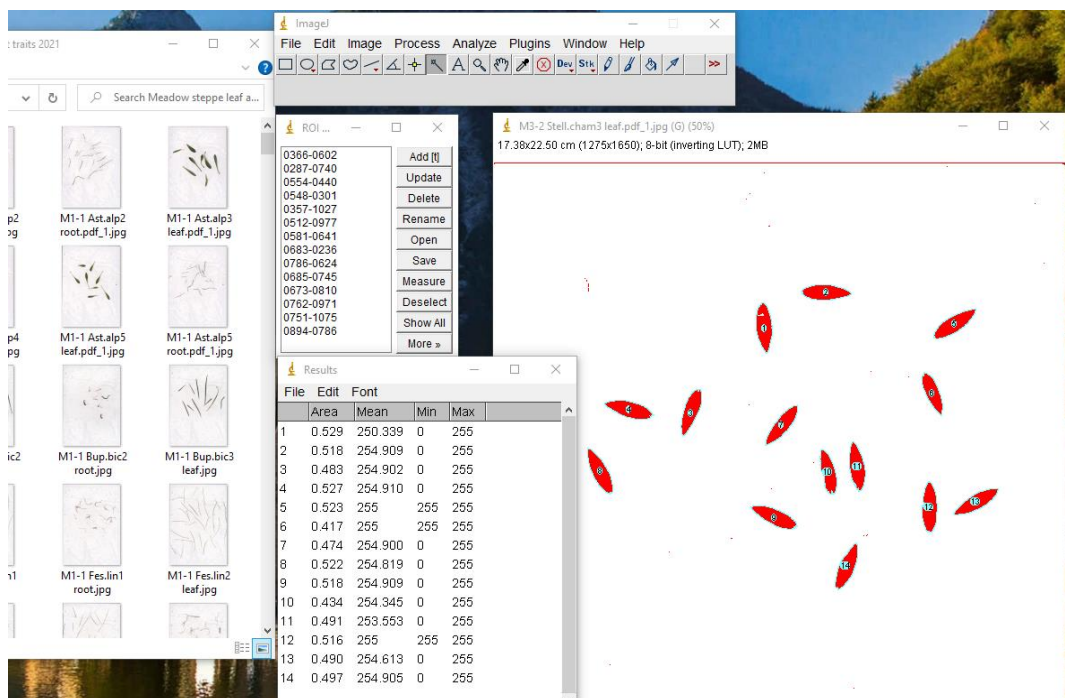 t traits 2021
Search Meadow steppe leaf a...
p2
og
M1-1 Ast.alp2
root.pdf_1.jpg
M1-1 Ast.alp3
leaf.pdf_1.jpg
p4
pg
M1-1 Ast.alp5
leaf.pdf_1.jpg
M1-1 Ast.alp5
root.pdf_1.jpg
ic2
M1-1 Bup.bic2
root.jpg
M1-1 Bup.bic3
leaf.jpg
n1
M1-1 Fes.lin1
root.jpg
M1-1 Fes.lin2
leaf.jpg
ImageJ
File Edit Image Process Analyze Plugins Window Help
A Dev Stk >>
ROI ...
0366-0602
0287-0740
0554-0440
0548-0301
0357-1027
0512-0977
0581-0641
0683-0236
0786-0624
0685-0745
0673-0810
0762-0971
0751-1075
0894-0786
Add [t]
Update
Delete
Rename
Open
Save
Measure
Deselect
Show All
More »
Results
File Edit Font
Area Mean Min Max
1 0.529 250.339 0 255
2 0.518 254.909 0 255
3 0.483 254.902 0 255
4 0.527 254.910 0 255
5 0.523 255 255 255
6 0.417 255 255 255
7 0.474 254.900 0 255
8 0.522 254.819 0 255
9 0.518 254.909 0 255
10 0.434 254.345 0 255
11 0.491 253.553 0 255
12 0.516 255 255 255
13 0.490 254.613 0 255
14 0.497 254.905 0 255
M3-2 Stell.cham3 leaf.pdf_1.jpg (G) (50%)
17.38x22.50 cm (1275x1650); 8-bit (inverting LUT); 2MB
2
1
5
6
4
3
7
8
10
11
9
12
13
14